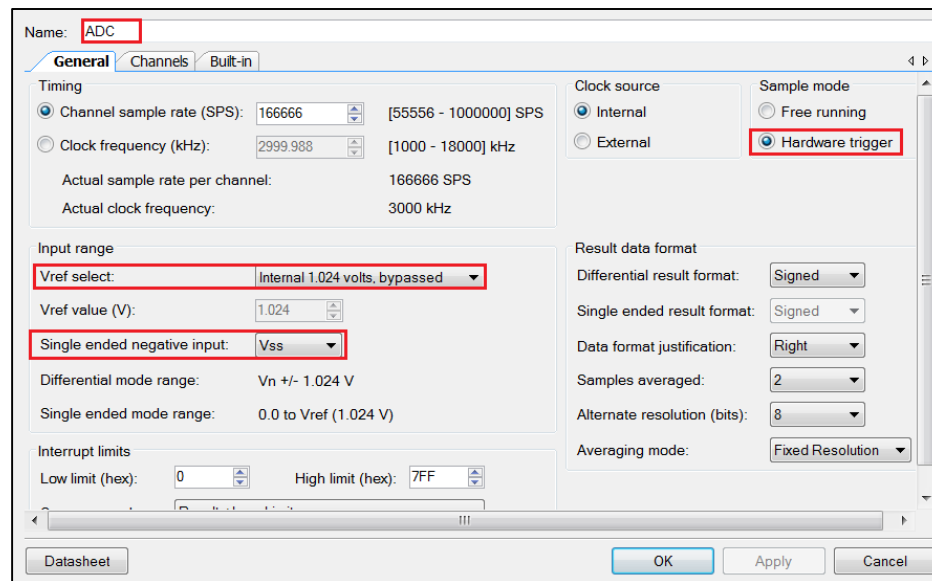 Name: ADC
General Channels Built-in
Timing
Channel sample rate (SPS): 166666 [55556 - 1000000] SPS
Clock frequency (kHz): 2999.988 [1000 - 18000] kHz
Actual sample rate per channel: 166666 SPS
Actual clock frequency: 3000 kHz
Clock source
Internal
External
Sample mode
Free running
Hardware trigger
Input range
Vref select: Internal 1.024 volts, bypassed
Vref value (V): 1.024
Single ended negative input: Vss
Differential mode range: Vn +/- 1.024 V
Single ended mode range: 0.0 to Vref (1.024 V)
Result data format
Differential result format: Signed
Single ended result format: Signed
Data format justification: Right
Samples averaged: 2
Alternate resolution (bits): 8
Averaging mode: Fixed Resolution
Interrupt limits
Low limit (hex): 0 High limit (hex): 7FF
Datasheet OK Apply Cancel